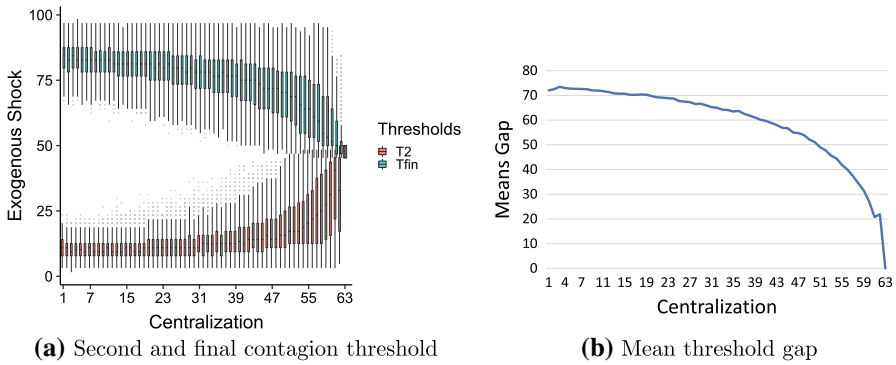 100
75
50
25
0
Exogenous Shock
1 7 15 23 31 39 47 55 63
Centralization
Thresholds
T2
Tfin
(a) Second and final contagion threshold
80
70
60
50
40
30
20
10
0
Means Gap
1 4 7 11 15 19 23 27 31 35 39 43 47 51 55 59 63
Centralization
(b) Mean threshold gap